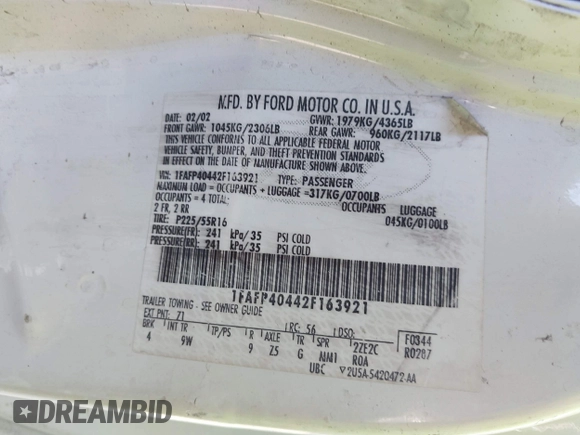 MFD. BY FORD MOTOR CO. IN U.S.A.
DATE: 02/02 GVWR: 1979KG/4365LB
FRONT GAWR: 1045KG/2306LB REAR GAWR: 960KG/2117LB
THIS VEHICLE CONFORMS TO ALL APPLICABLE FEDERAL MOTOR
VEHICLE SAFETY, BUMPER, AND THEFT PREVENTION STANDARDS
IN EFFECT ON THE DATE OF MANUFACTURE SHOWN ABOVE.
VIN: 1FAFP40442F163921 TYPE: PASSENGER
MAXIMUM LOAD = OCCUPANTS + LUGGAGE = 317KG/0700LB
OCCUPANTS = 4 TOTAL: OCCUPANTS LUGGAGE
2 FR, 2 RR 045KG/0100LB
TIRE: P225/55R16
PRESSURE(FR): 241 kPa/35 PSI COLD
PRESSURE(RR): 241 kPa/35 PSI COLD
1FAFP40442F163921
TRAILER TOWING - SEE OWNER GUIDE
EXT PNT: Z1 RC: 56 DSO: F0344
BRK INT TR TP/PS R AXLE TR SPR 2ZE2C R0287
4 9W 9 Z5 G NNN1 R0A
UBC ▽2U5A-5420472-AA
DREAMBID